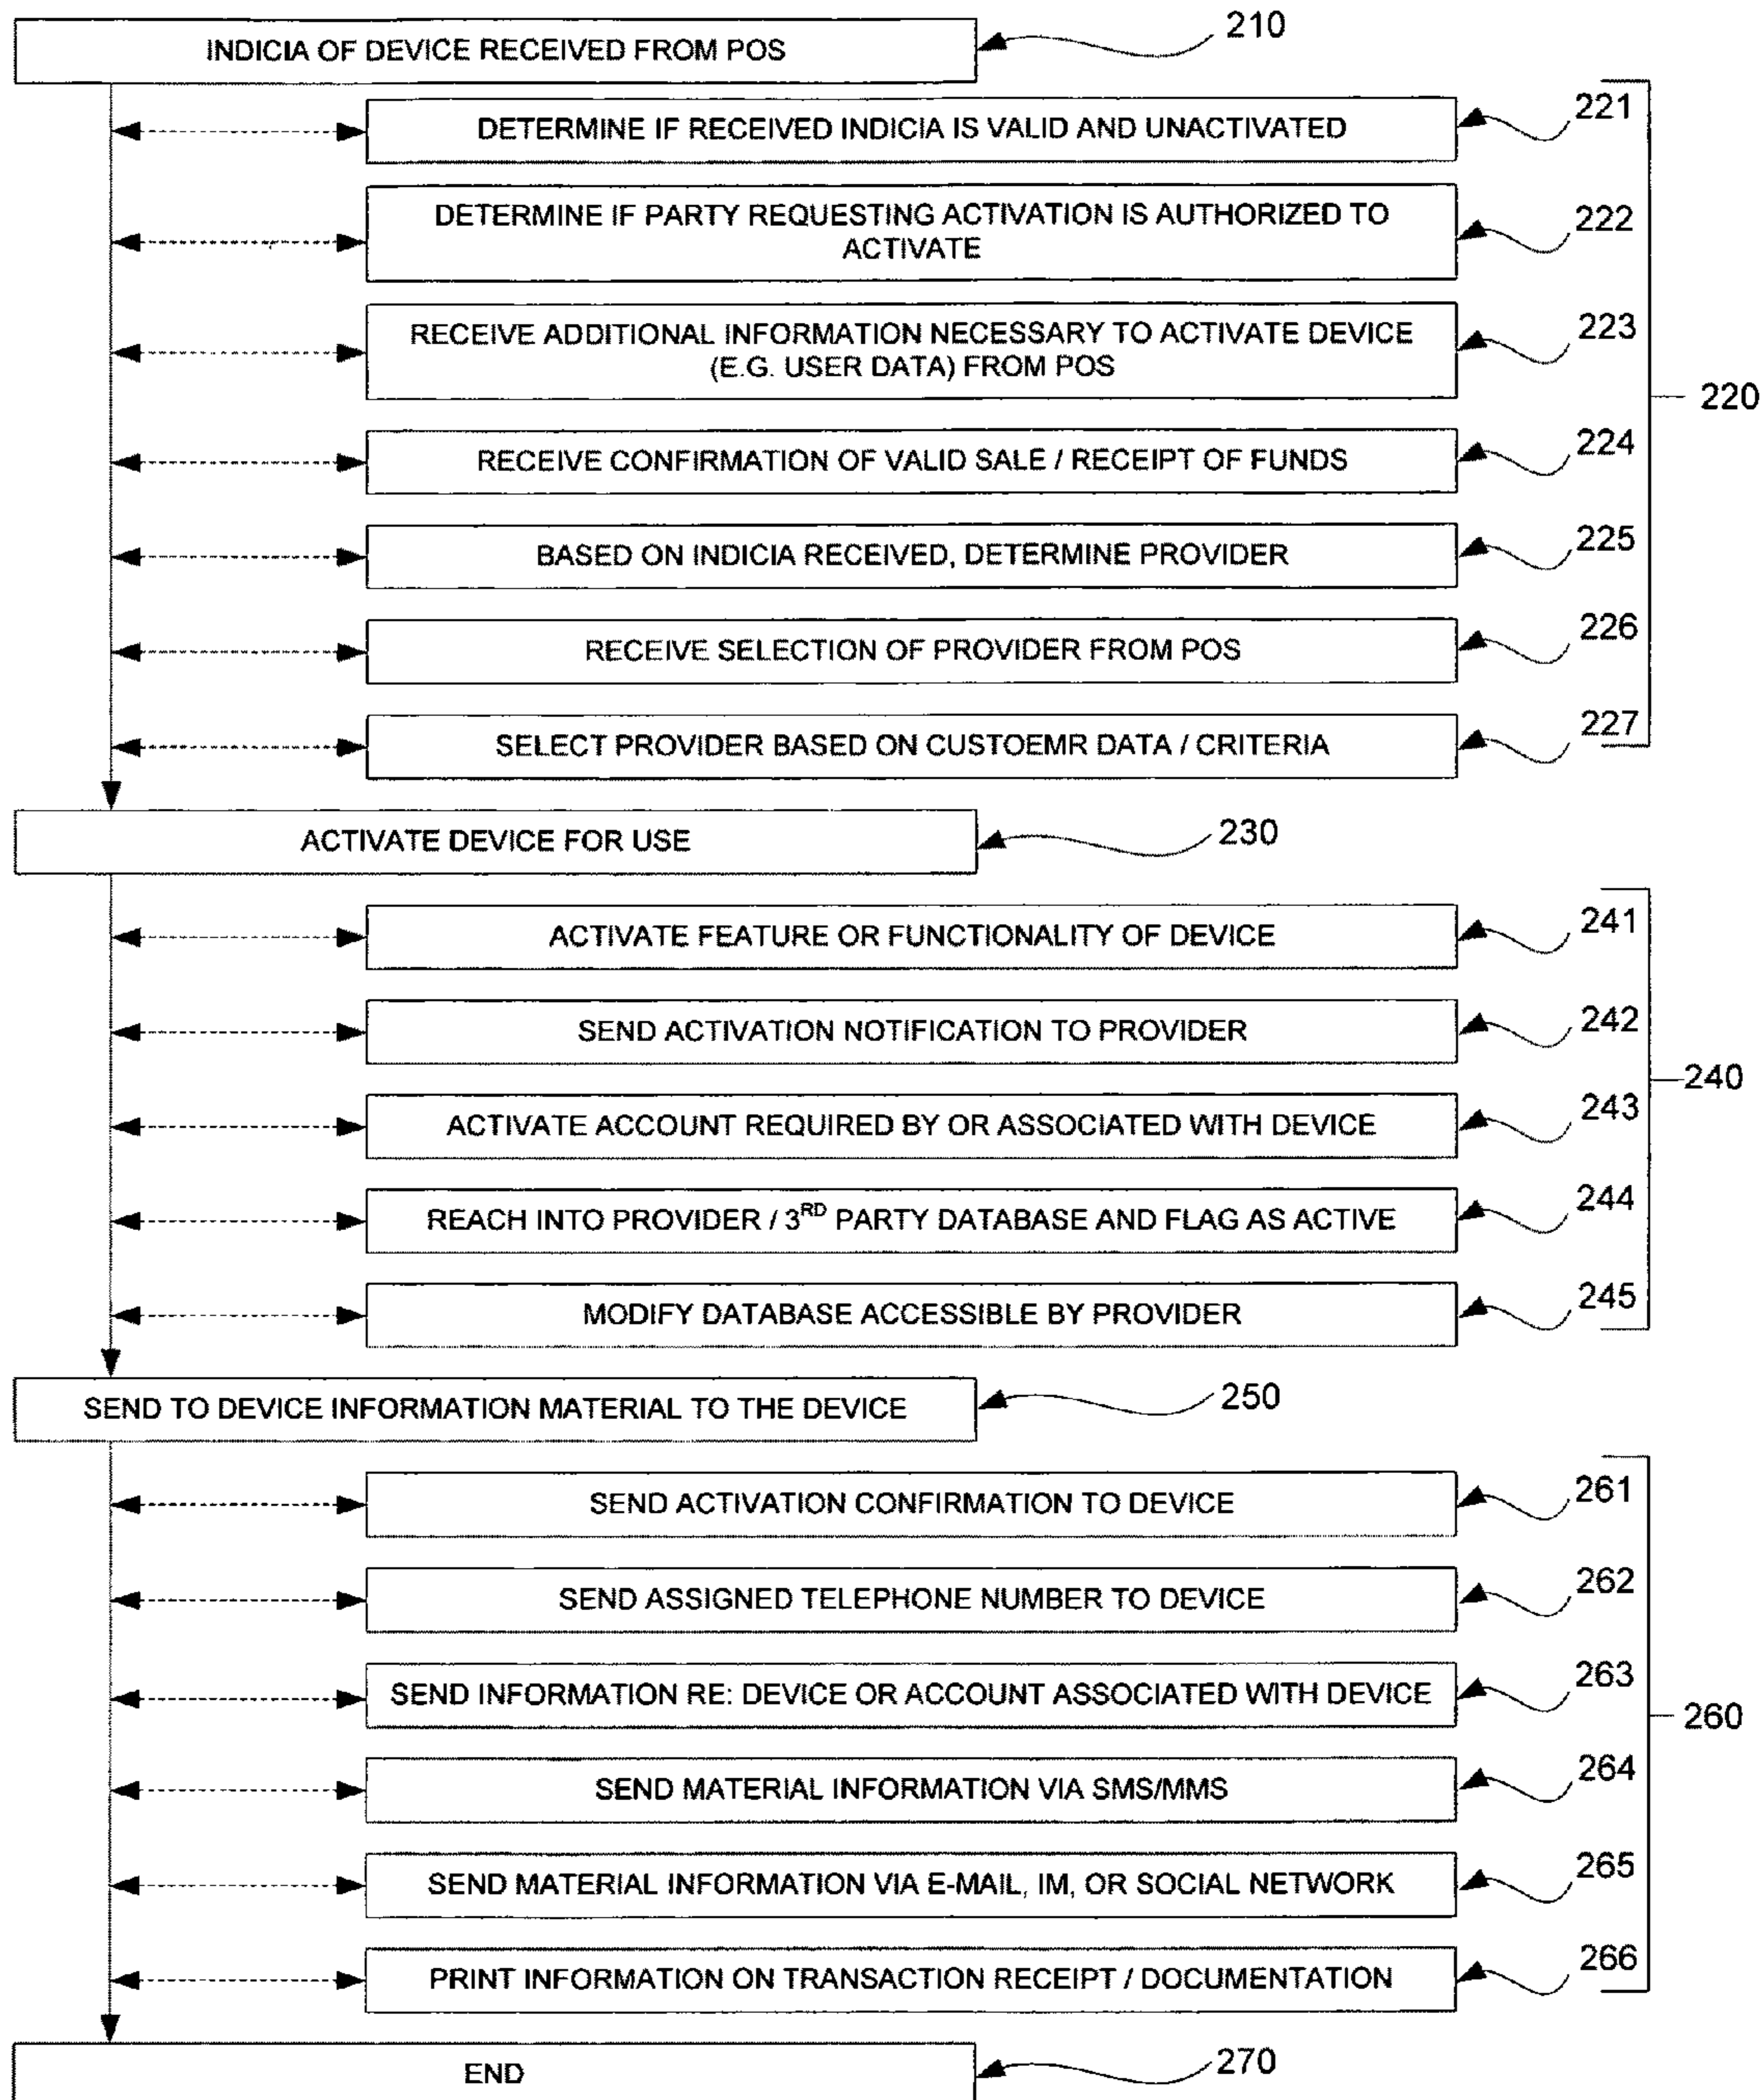 INDICIA OF DEVICE RECEIVED FROM POS
210
DETERMINE IF RECEIVED INDICIA IS VALID AND UNACTIVATED
221
DETERMINE IF PARTY REQUESTING ACTIVATION IS AUTHORIZED TO
ACTIVATE
222
RECEIVE ADDITIONAL INFORMATION NECESSARY TO ACTIVATE DEVICE
(E.G. USER DATA) FROM POS
223
220
RECEIVE CONFIRMATION OF VALID SALE / RECEIPT OF FUNDS
224
BASED ON INDICIA RECEIVED, DETERMINE PROVIDER
225
RECEIVE SELECTION OF PROVIDER FROM POS
226
SELECT PROVIDER BASED ON CUSTOEMR DATA / CRITERIA
227
ACTIVATE DEVICE FOR USE
230
ACTIVATE FEATURE OR FUNCTIONALITY OF DEVICE
241
SEND ACTIVATION NOTIFICATION TO PROVIDER
242
240
ACTIVATE ACCOUNT REQUIRED BY OR ASSOCIATED WITH DEVICE
243
REACH INTO PROVIDER / 3RD PARTY DATABASE AND FLAG AS ACTIVE
244
MODIFY DATABASE ACCESSIBLE BY PROVIDER
245
SEND TO DEVICE INFORMATION MATERIAL TO THE DEVICE
250
SEND ACTIVATION CONFIRMATION TO DEVICE
261
SEND ASSIGNED TELEPHONE NUMBER TO DEVICE
262
SEND INFORMATION RE: DEVICE OR ACCOUNT ASSOCIATED WITH DEVICE
263
260
SEND MATERIAL INFORMATION VIA SMS/MMS
264
SEND MATERIAL INFORMATION VIA E-MAIL, IM, OR SOCIAL NETWORK
265
PRINT INFORMATION ON TRANSACTION RECEIPT / DOCUMENTATION
266
END
270